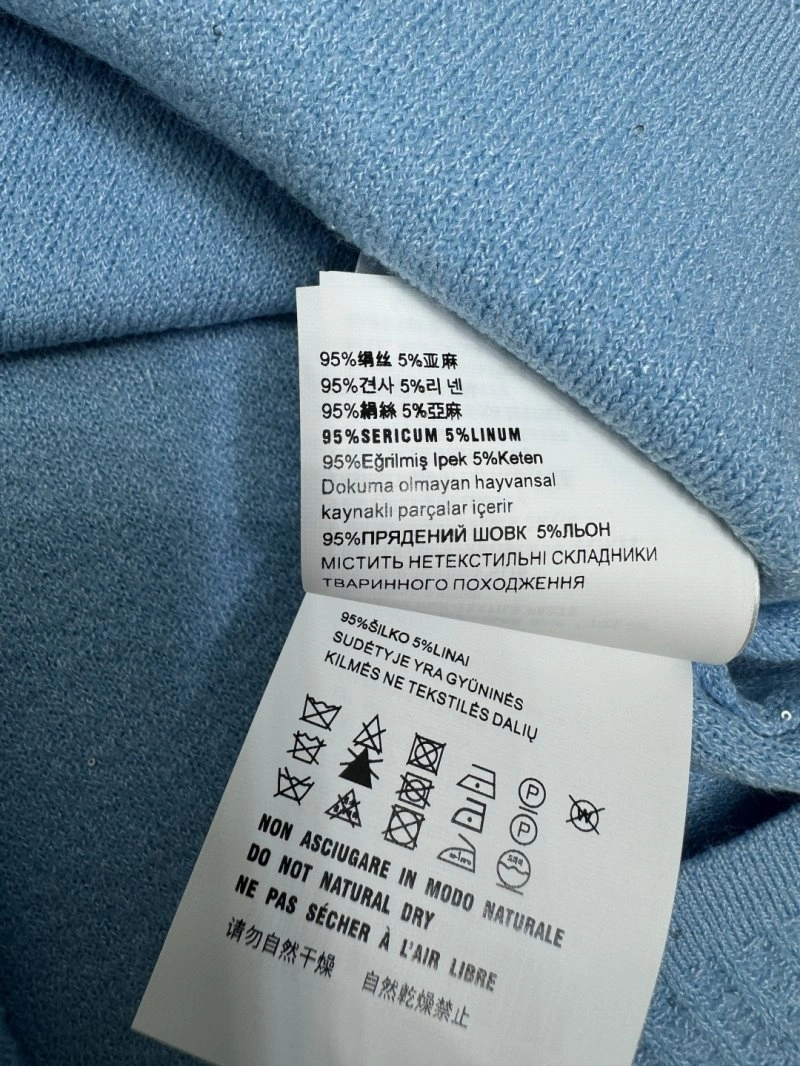 95%绢丝 5%亚麻
95%견사 5%리 넨
95%絹絲 5%亞麻
95%SERICUM 5%LINUM
95%Eğrilmiş Ipek 5%Keten
Dokuma olmayan hayvansal
kaynaklı parçalar içerir
95%ПРЯДЕНИЙ ШОВК 5%ЛЬОН
МІСТИТЬ НЕТЕКСТИЛЬНІ СКЛАДНИКИ
ТВАРИННОГО ПОХОДЖЕННЯ
95%ŠILKO 5%LINAI
SUDĖTYJE YRA GYŪNINĖS
KILMĖS NE TEKSTILĖS DALIŲ
P
W
P
NON ASCIUGARE IN MODO NATURALE
DO NOT NATURAL DRY
NE PAS SÉCHER À L'AIR LIBRE
请勿自然干燥 自然乾燥禁止